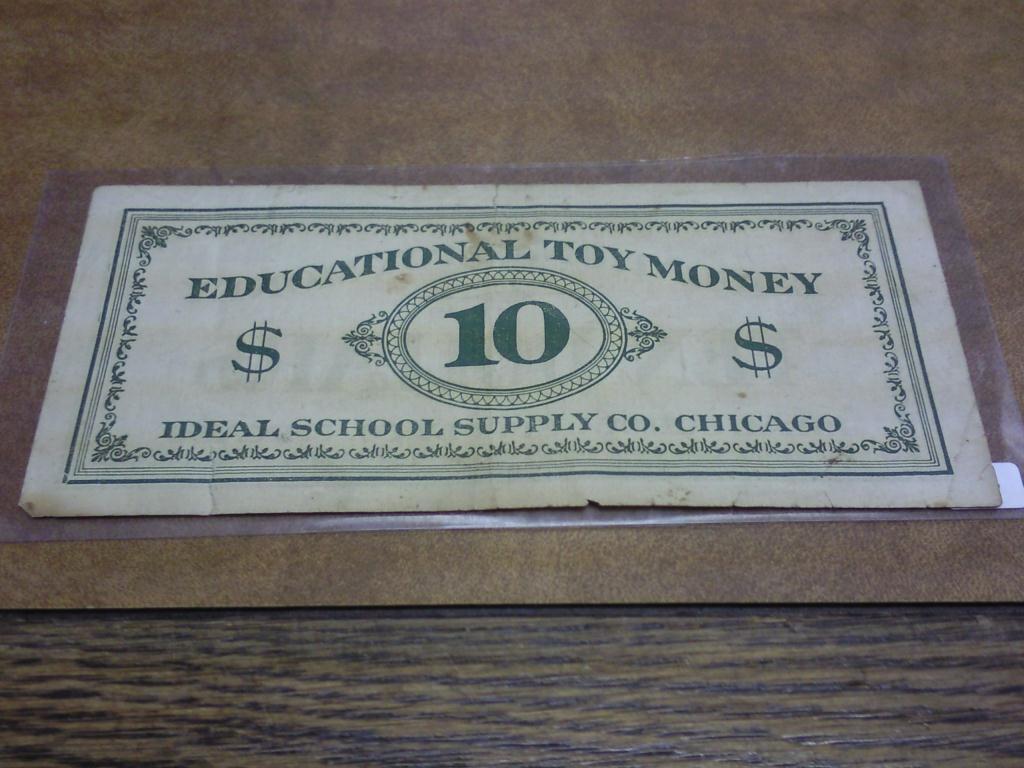 EDUCATIONAL TOY MONEY
$ 10 $
IDEAL SCHOOL SUPPLY CO. CHICAGO